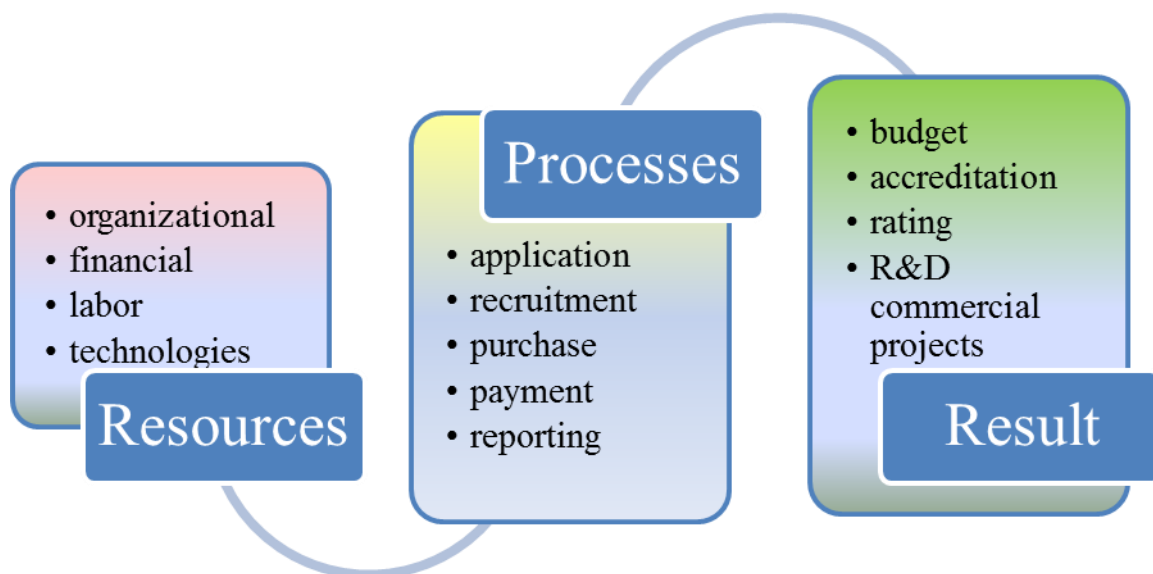 • organizational
• financial
• labor
• technologies
Resources
Processes
• application
• recruitment
• purchase
• payment
• reporting
• budget
• accreditation
• rating
• R&D
commercial
projects
Result